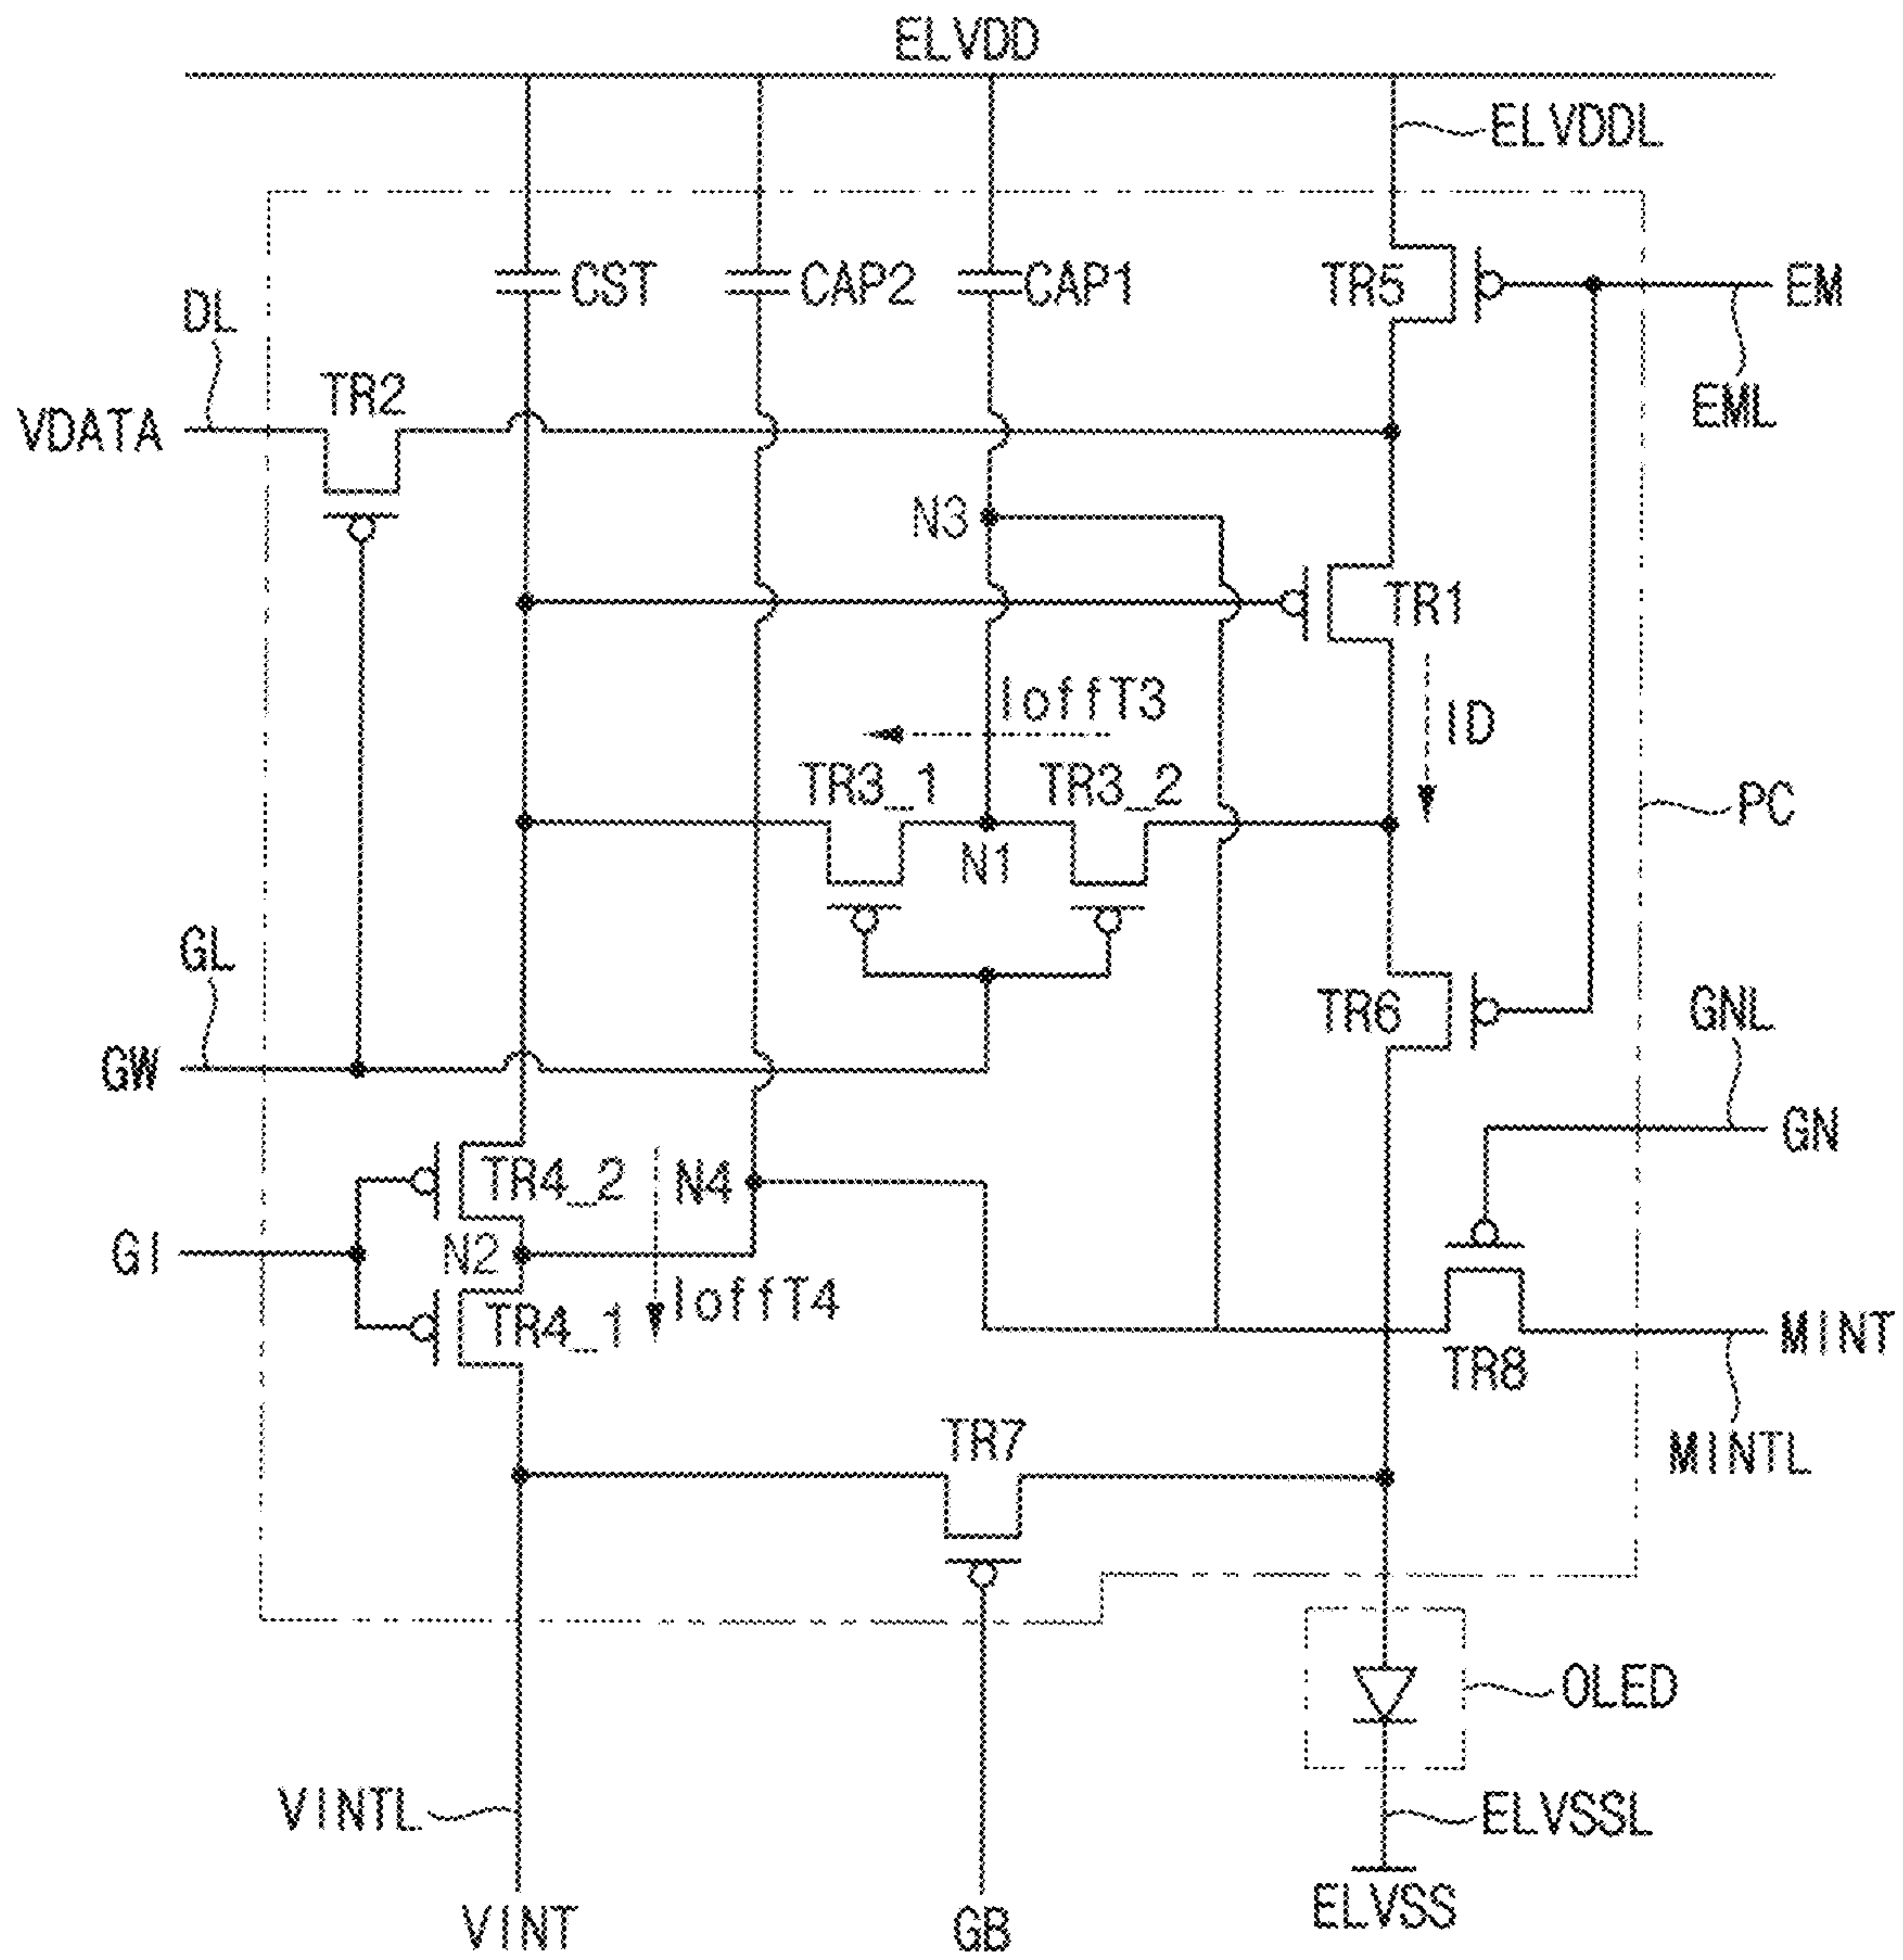 ELVDD
ELVDDL
CST
CAP2
CAP1
TR5
EM
DL
TR2
EML
VDATA
N3
TR1
IoffT3
ID
TR3_1
TR3_2
PC
N1
GL
TR6
GNL
GW
GN
TR4_2
N4
GI
N2
IoffT4
TR4_1
MINT
TR8
TR7
MINTL
OLED
VINTL
ELVSSL
VINT
GB
ELVSS